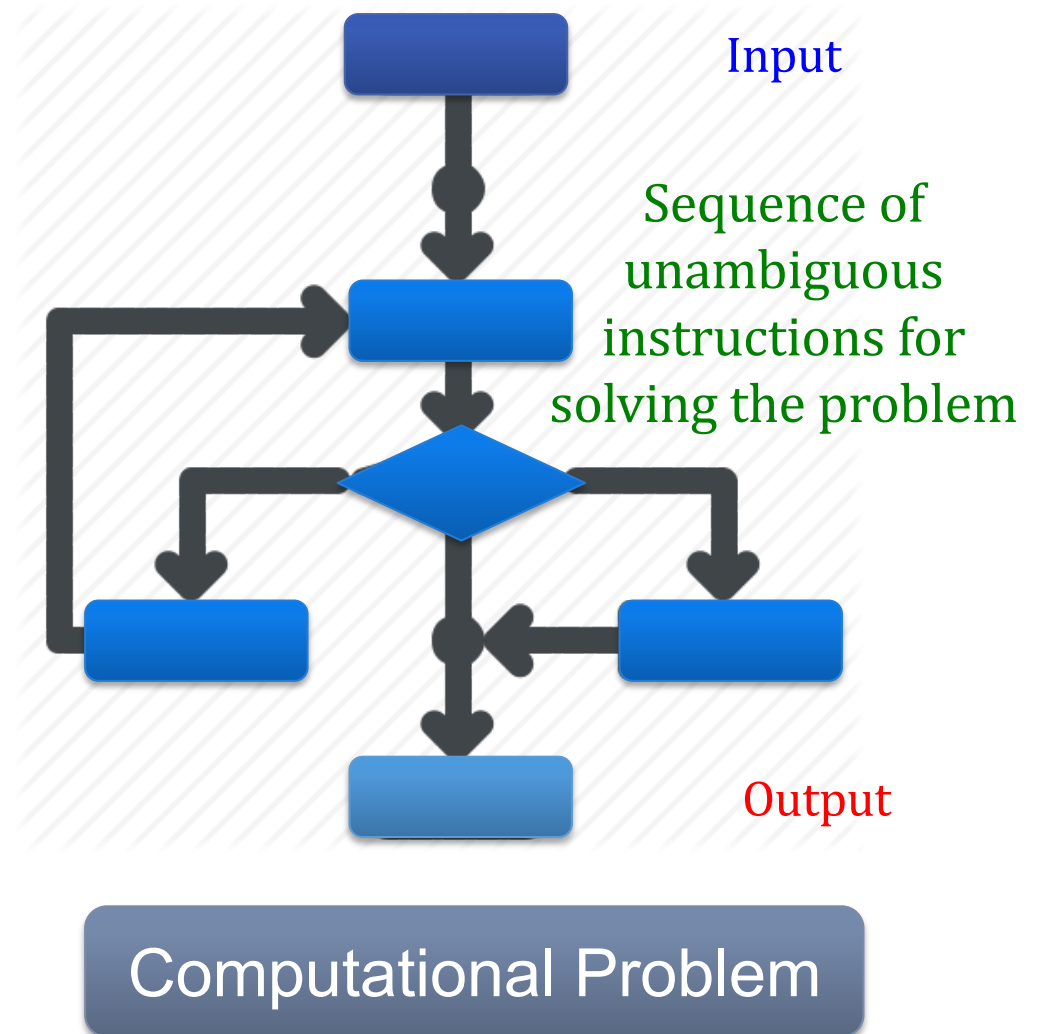 Input
Sequence of
unambiguous
instructions for
solving the problem
Output
Computational Problem